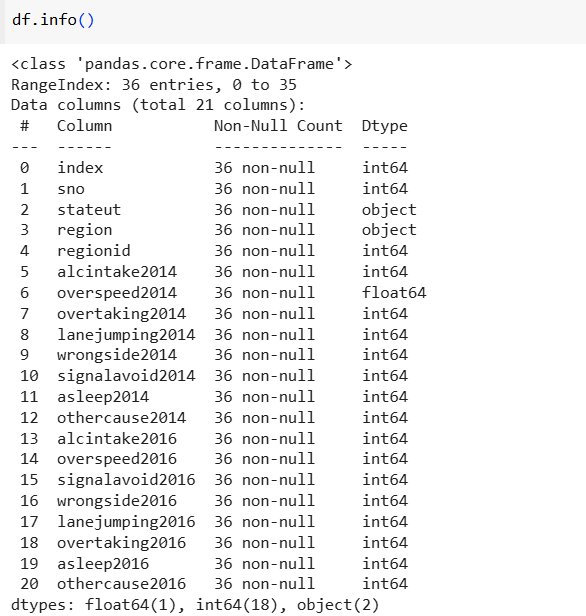 df.info()
<class 'pandas.core.frame.DataFrame'>
RangeIndex: 36 entries, 0 to 35
Data columns (total 21 columns):
 #   Column           Non-Null Count  Dtype
---  ------           --------------  -----
 0   index            36 non-null     int64
 1   sno              36 non-null     int64
 2   stateut          36 non-null     object
 3   region           36 non-null     object
 4   regionid         36 non-null     int64
 5   alcintake2014    36 non-null     int64
 6   overspeed2014    36 non-null     float64
 7   overtaking2014   36 non-null     int64
 8   lanejumping2014  36 non-null     int64
 9   wrongside2014    36 non-null     int64
 10  signalavoid2014  36 non-null     int64
 11  asleep2014       36 non-null     int64
 12  othercause2014   36 non-null     int64
 13  alcintake2016    36 non-null     int64
 14  overspeed2016    36 non-null     int64
 15  signalavoid2016  36 non-null     int64
 16  wrongside2016    36 non-null     int64
 17  lanejumping2016  36 non-null     int64
 18  overtaking2016   36 non-null     int64
 19  asleep2016       36 non-null     int64
 20  othercause2016   36 non-null     int64
dtypes: float64(1), int64(18), object(2)